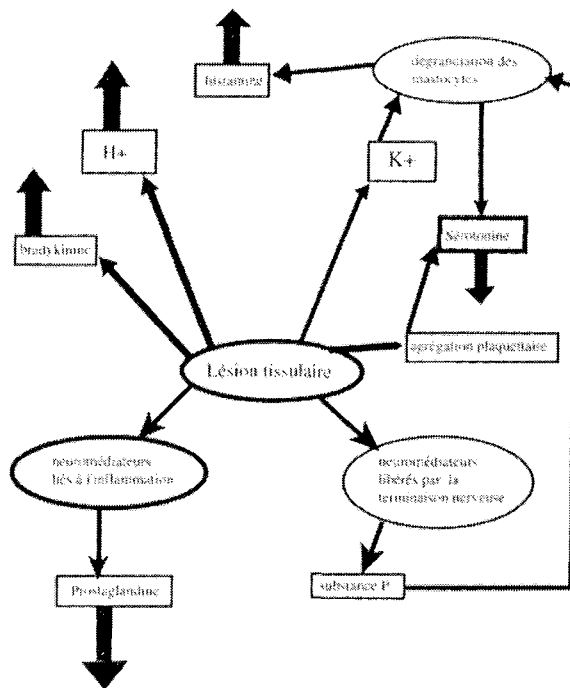 dégranulation des
mastocytes
histamine
H+
K+
bradykinine
Sérotonine
agrégation plaquettaire
Lésion tissulaire
neuromédiateurs
liés à l'inflammation
neuromédiateurs
libérés par la
terminaison nerveuse
Prostaglandine
substance P